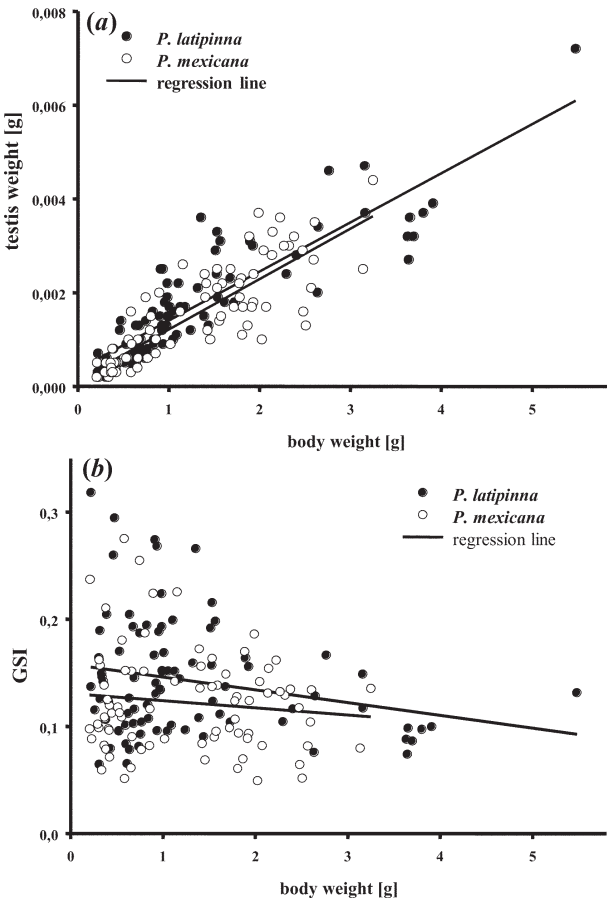 (a)
P. latipinna
P. mexicana
regression line
testis weight [g]
0,008
0,006
0,004
0,002
0,000
0 1 2 3 4 5
body weight [g]
(b)
P. latipinna
P. mexicana
regression line
GSI
0,3
0,2
0,1
0,0
0 1 2 3 4 5
body weight [g]